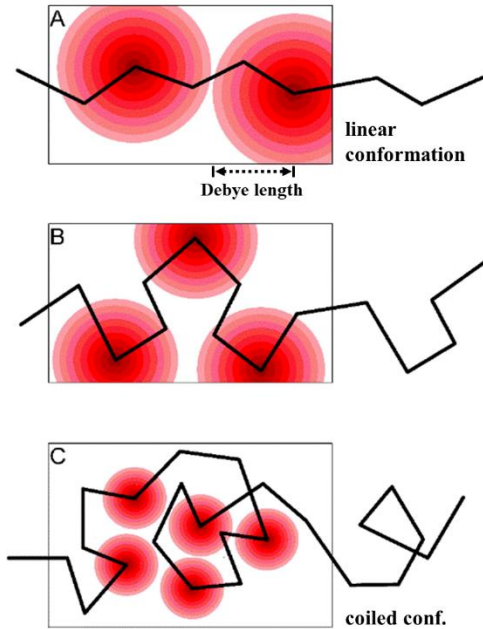 A
linear
conformation
Debye length
B
C
coiled conf.